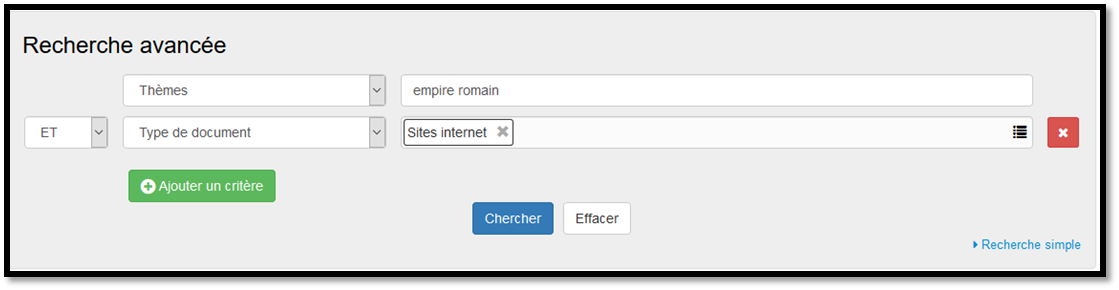 Recherche avancée
Thèmes empire romain
ET Type de document Sites internet
Ajouter un critère
Chercher Effacer
Recherche simple